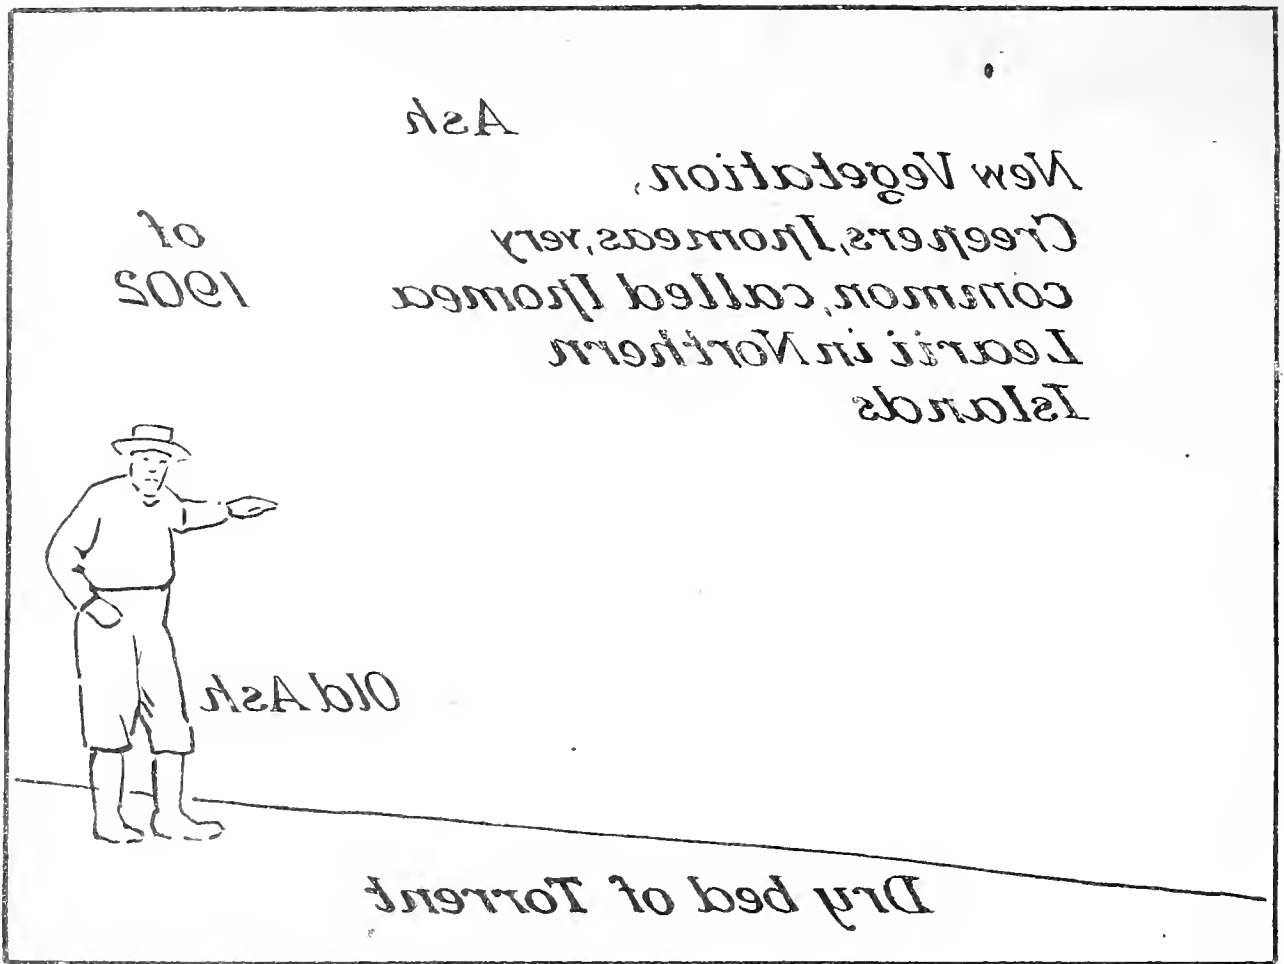 Ash
New Vegetation,
Creepers, Ipomeas, very
common, called Ipomea
Learii in Northern
Islands
of
1902
Old Ash
Dry bed of Torrent